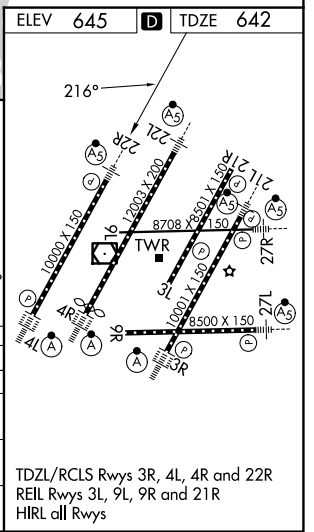 ELEV 645 D TDZE 642
216°
22R
22L
A5
A5
P
10000 X 150
12003 X 200
8501 X 150
21R
21L
A5
P
A5
9L
8708 X 150
27R
TWR
P
P
3L
10001 X 150
27L
A5
P
4R
4L
A
A
9R
8500 X 150
P
A
3R
P
TDZL/RCLS Rwys 3R, 4L, 4R and 22R
REIL Rwys 3L, 9L, 9R and 21R
HIRL all Rwys